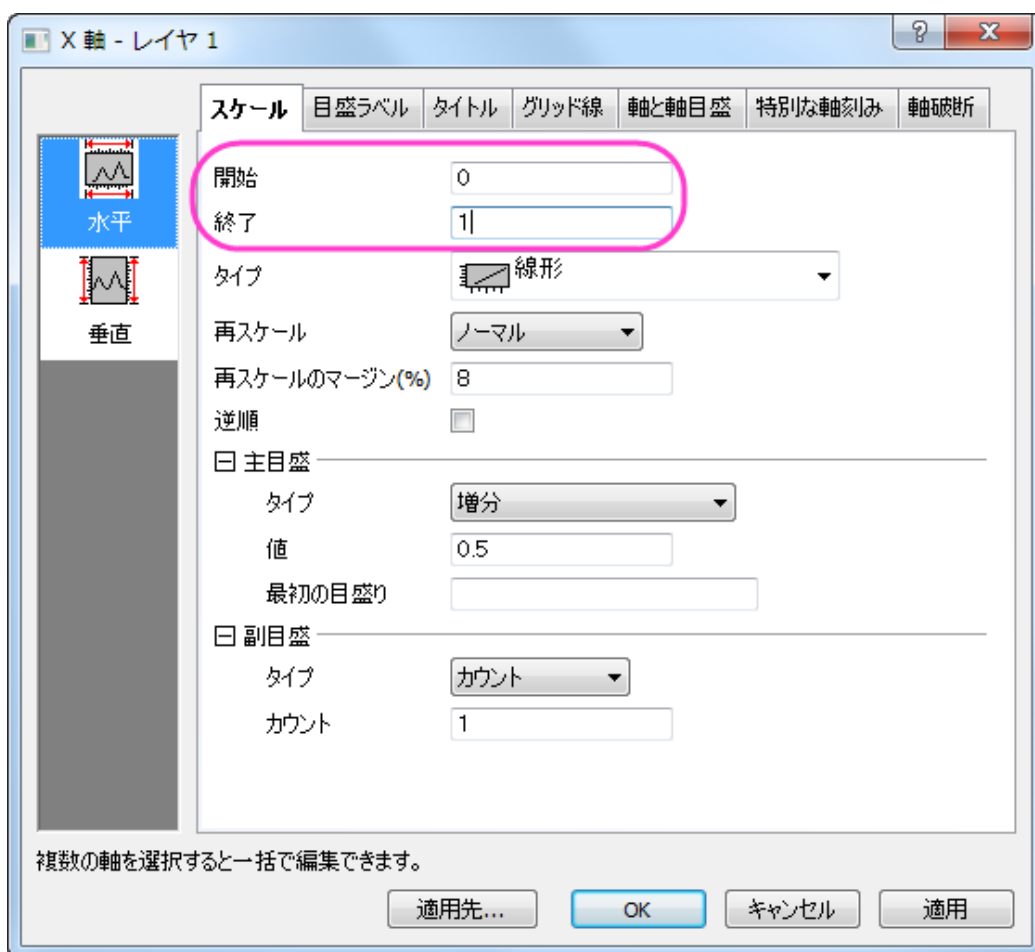 X 軸 - レイヤ 1
スケール 目盛ラベル タイトル グリッド線 軸と軸目盛 特別な軸刻み 軸破断
水平
垂直
開始 0
終了 1
タイプ 線形
再スケール ノーマル
再スケールのマージン(%) 8
逆順
主目盛
タイプ 増分
値 0.5
最初の目盛り
副目盛
タイプ カウント
カウント 1
複数の軸を選択すると一括で編集できます。
適用先... OK キャンセル 適用